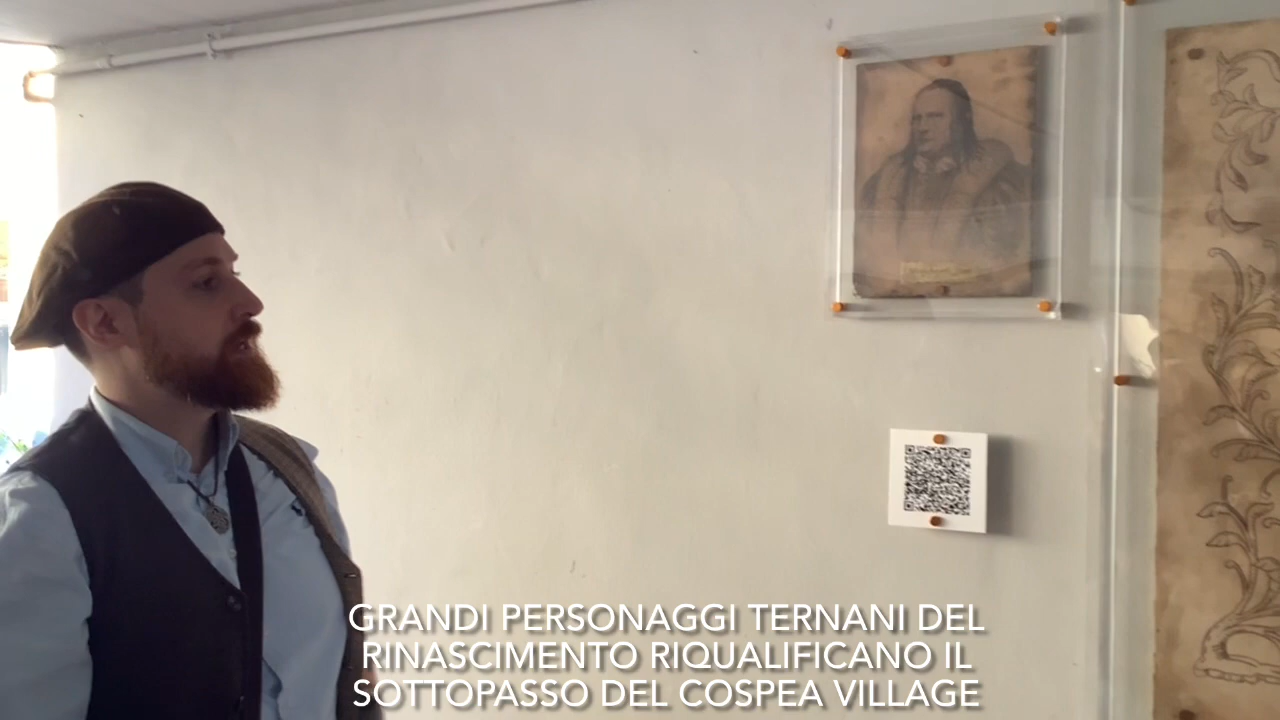 GRANDI PERSONAGGI TERNANI DEL
RINASCIMENTO RIQUALIFICANO IL
SOTTOPASSO DEL COSPEA VILLAGE